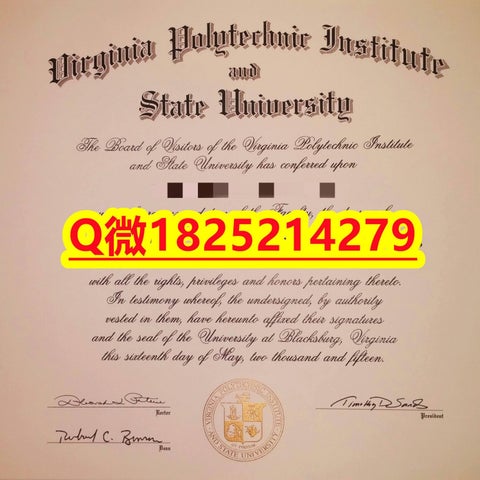 Virginia Polytechnic Institute
and
State University
The Board of Visitors of the Virginia Polytechnic Institute
and State University has conferred upon
Q微1825214279
with all the rights, privileges and honors pertaining thereto.
In testimony whereof, the undersigned, by authority
vested in them, have hereunto affixed their signatures
and the seal of the University at Blacksburg, Virginia
this sixteenth day of May, two thousand and fifteen.
Rector
President
Dean